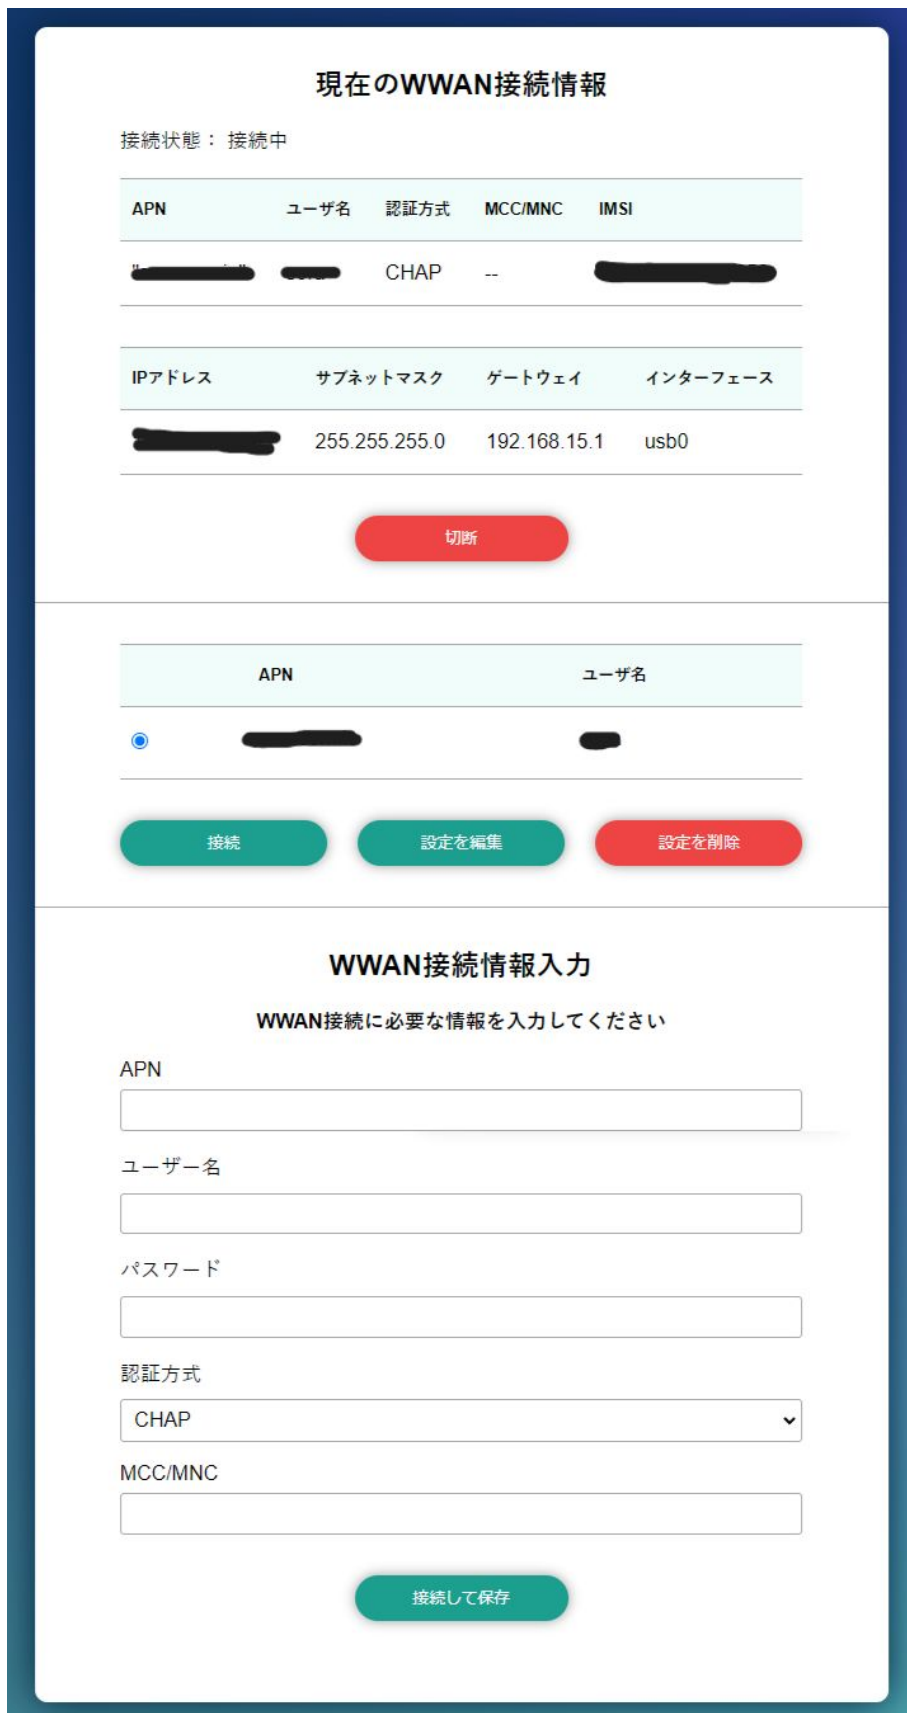 現在のWWAN接続情報
接続状態： 接続中
APN ユーザ名 認証方式 MCC/MNC IMSI
CHAP --
IPアドレス サブネットマスク ゲートウェイ インターフェース
255.255.255.0 192.168.15.1 usb0
切断
APN ユーザ名
接続 設定を編集 設定を削除
WWAN接続情報入力
WWAN接続に必要な情報を入力してください
APN
ユーザー名
パスワード
認証方式
CHAP
MCC/MNC
接続して保存